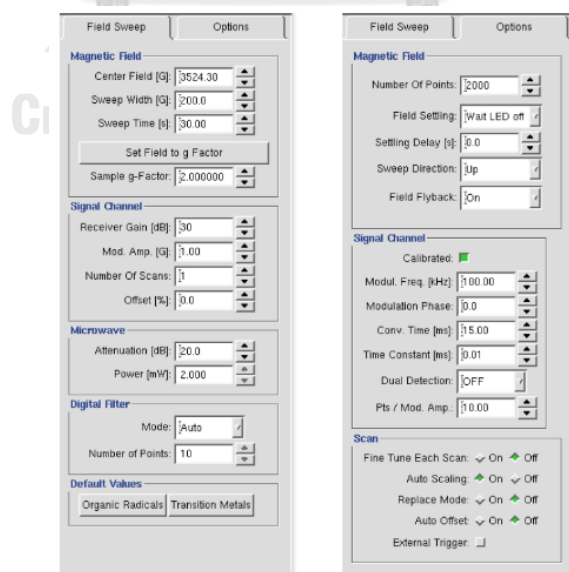 Field Sweep
Options
Magnetic Field
Center Field [G]: 3524.30
Sweep Width [G]: 200.0
Sweep Time [s]: 30.00
Set Field to g Factor
Sample g-Factor: 2.000000
Signal Channel
Receiver Gain [dB]: 30
Mod. Amp. [G]: 1.00
Number Of Scans: 1
Offset [%]: 0.0
Microwave
Attenuation [dB]: 20.0
Power [mW]: 2.000
Digital Filter
Mode: Auto
Number of Points: 10
Default Values
Organic Radicals
Transition Metals
Field Sweep
Options
Magnetic Field
Number Of Points: 2000
Field Settling: Wait LED off
Settling Delay [s]: 0.0
Sweep Direction: Up
Field Flyback: On
Signal Channel
Calibrated:
Modul. Freq. [kHz]: 100.00
Modulation Phase: 0.0
Conv. Time [ms]: 15.00
Time Constant [ms]: 0.01
Dual Detection: OFF
Pts / Mod. Amp.: 10.00
Scan
Fine Tune Each Scan: On Off
Auto Scaling: On Off
Replace Mode: On Off
Auto Offset: On Off
External Trigger: